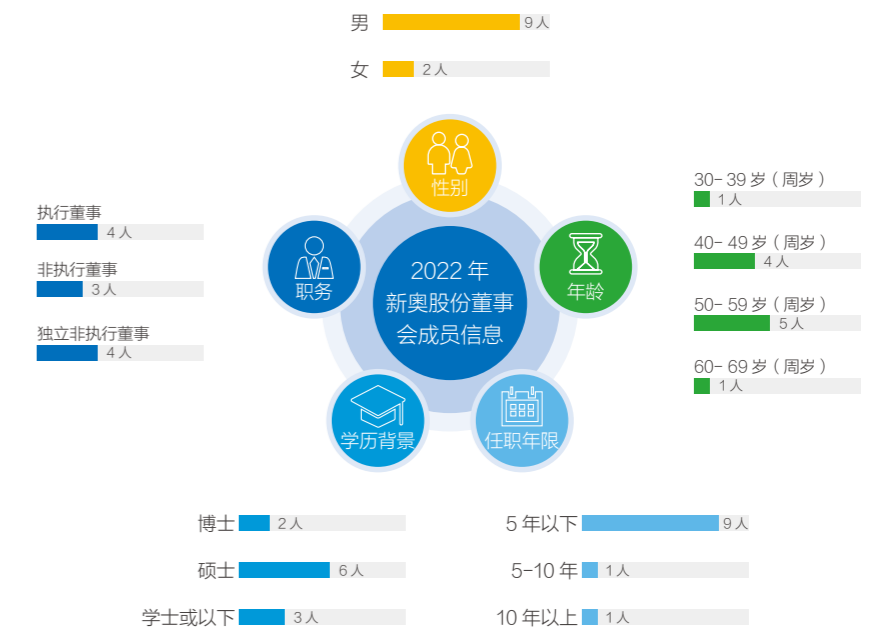 男 9人
女 2人
性别
执行董事
4人
非执行董事
3人
独立非执行董事
4人
职务
2022 年
新奥股份董事
会成员信息
年龄
30- 39 岁（周岁）
1人
40- 49 岁（周岁）
4人
50- 59 岁（周岁）
5人
60- 69 岁（周岁）
1人
学历背景
任职年限
博士 2人
硕士 6人
学士或以下 3人
5 年以下 9人
5-10 年 1人
10 年以上 1人